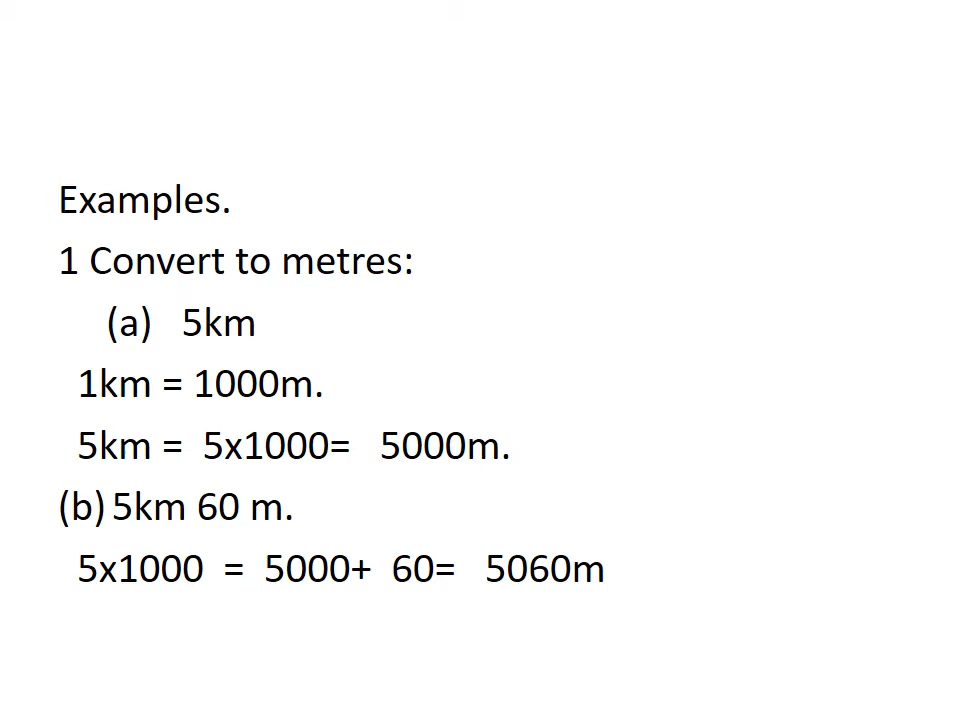 Examples.
1 Convert to metres:
(a) 5km
1km = 1000m.
5km = 5x1000= 5000m.
(b) 5km 60 m.
5x1000 = 5000+ 60= 5060m